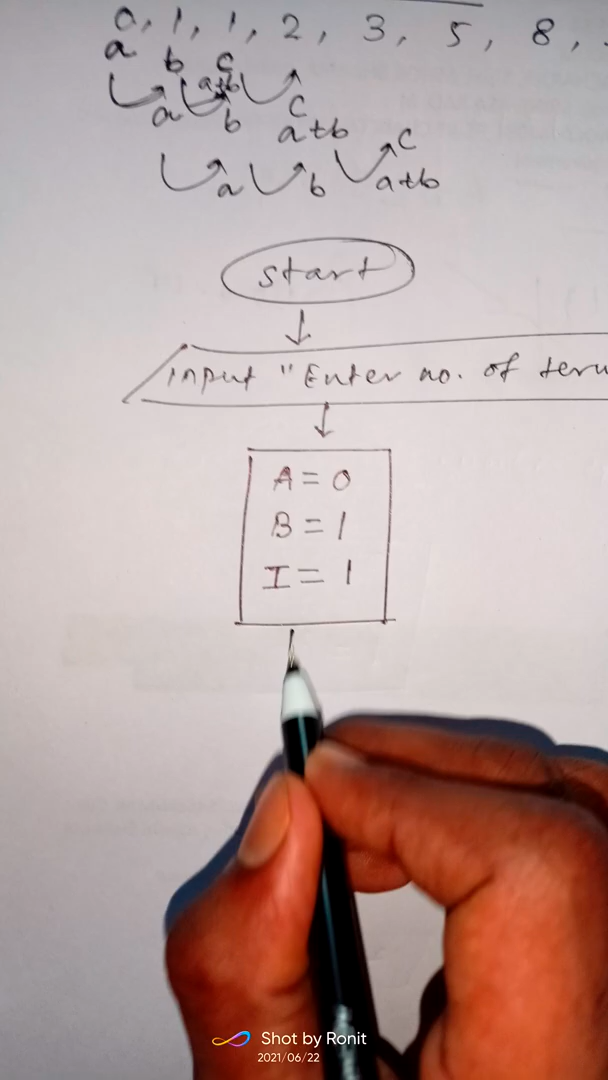 0, 1, 1, 2, 3, 5, 8,
a b c
a+b
a b c
a+b
a b a+b c
start
Input "Enter no. of
A = 0
B = 1
I = 1
Shot by Ronit
2021/06/22